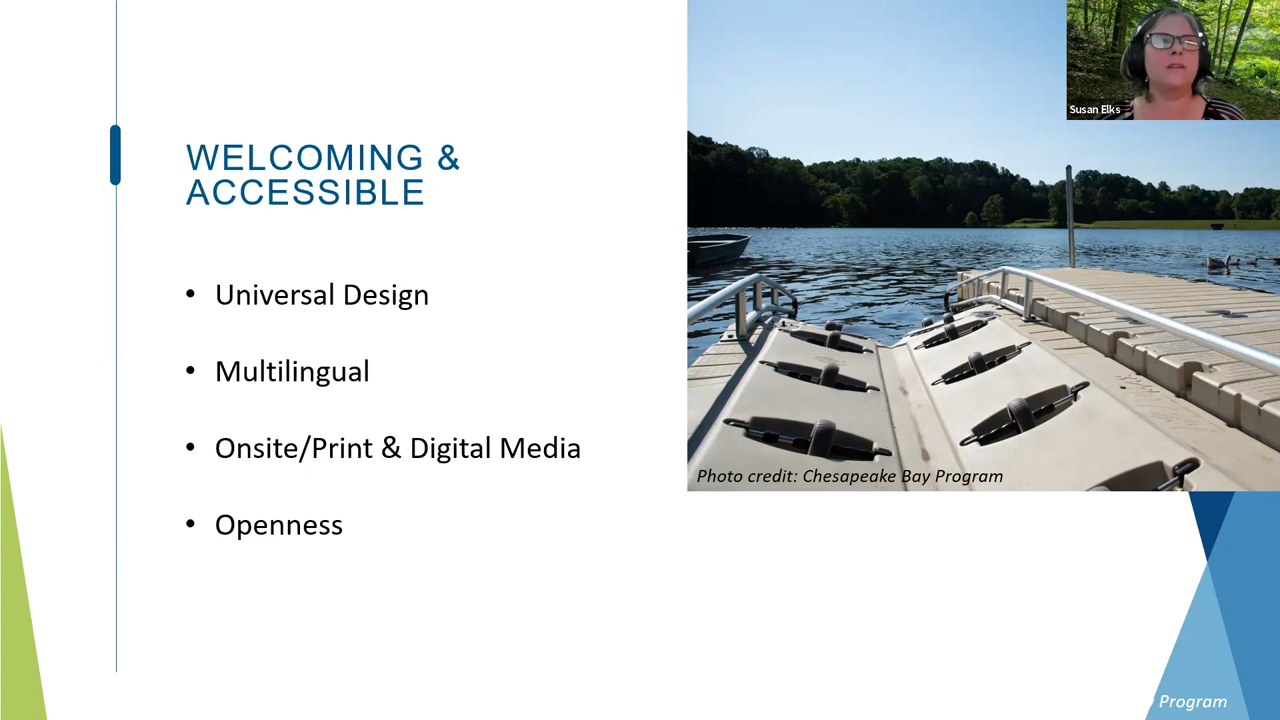 WELCOMING &
ACCESSIBLE
• Universal Design
• Multilingual
• Onsite/Print & Digital Media
• Openness
Susan Elks
Photo credit: Chesapeake Bay Program
Program